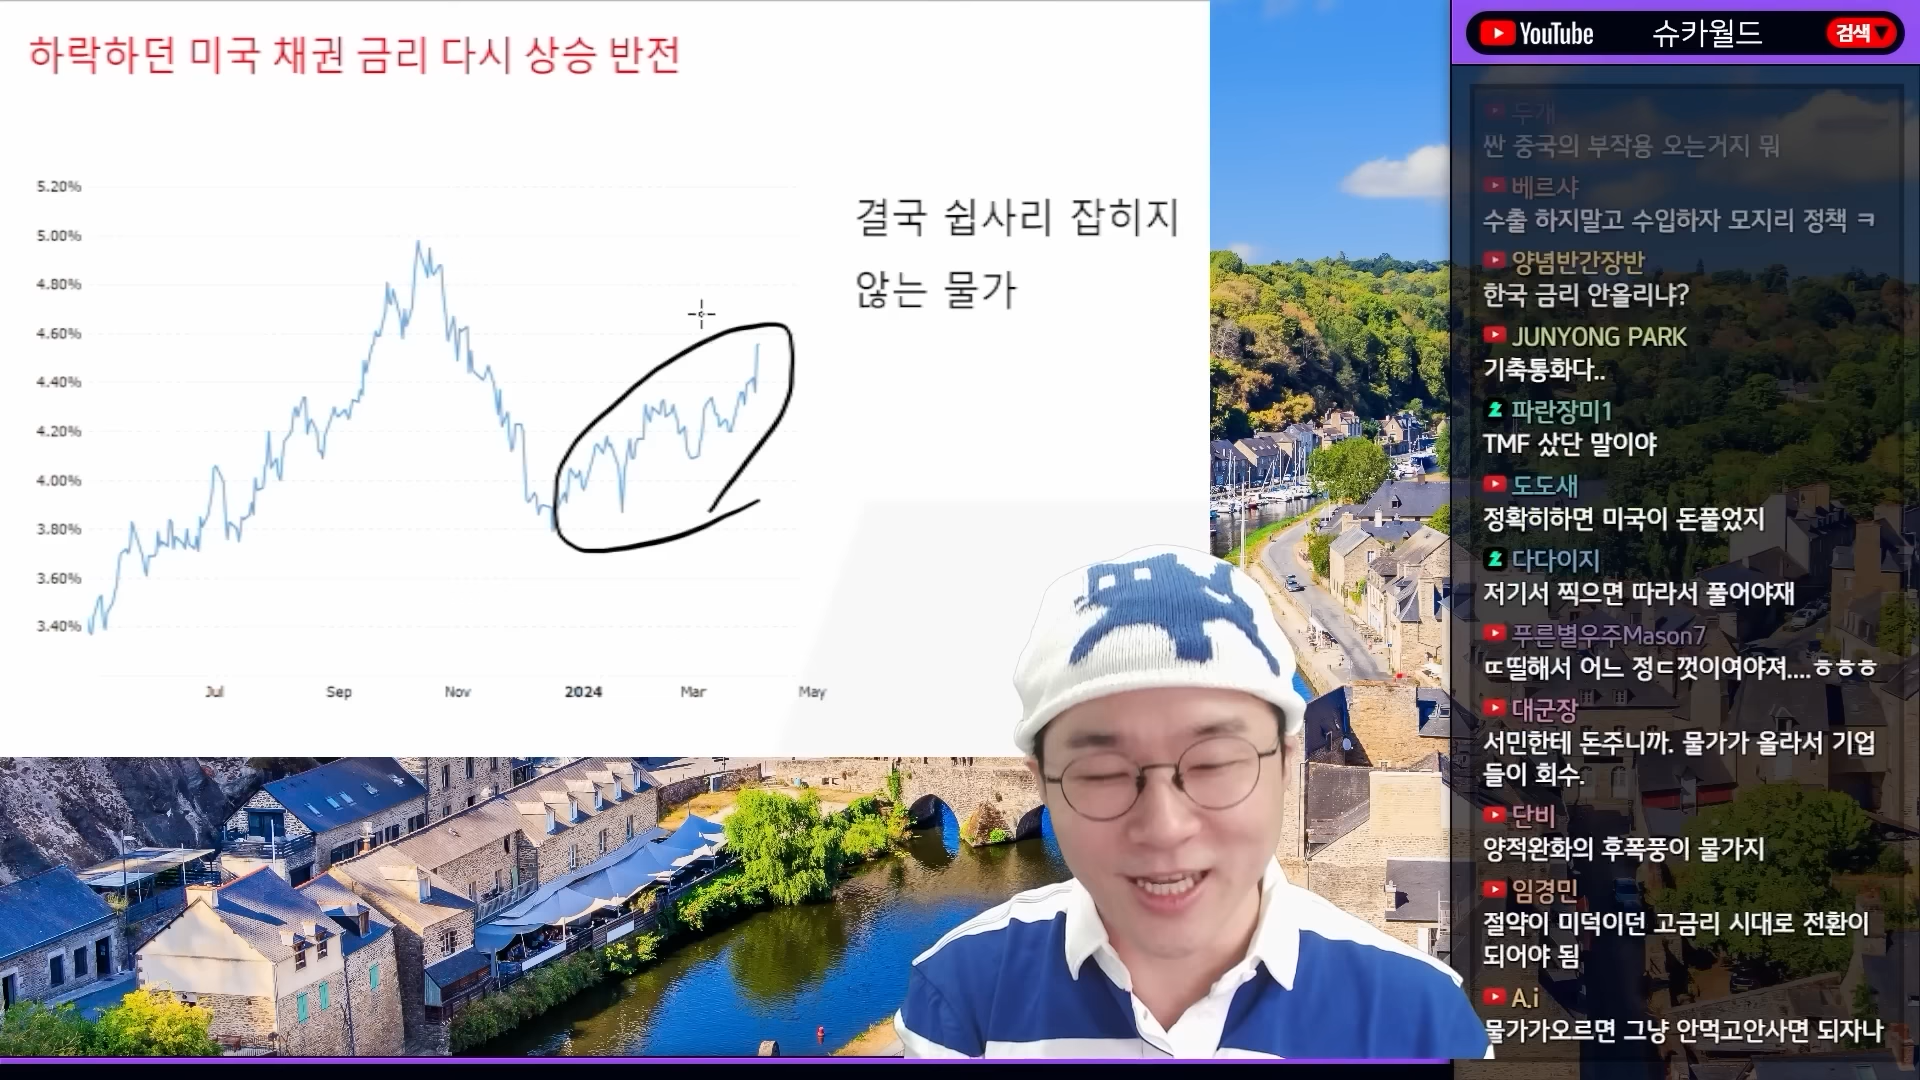 하락하던 미국 채권 금리 다시 상승 반전
5.20%
5.00%
4.80%
4.60%
4.40%
4.20%
4.00%
3.80%
3.60%
3.40%
Jul
Sep
Nov
2024
Mar
May
결국 쉽사리 잡히지
않는 물가
YouTube
슈카월드
검색
두개
싼 중국의 부작용 오는거지 뭐
베르샤
수출 하지말고 수입하자 모지리 정책 ㅋ
양념반간장반
한국 금리 안올리냐?
JUNYONG PARK
기축통화다..
파란장미1
TMF 샀단 말이야
도도새
정확히하면 미국이 돈풀었지
다다이지
저기서 찍으면 따라서 풀어야재
푸른별우주Mason7
ㄸ띨해서 어느 정ㄷ껏이여야져....ㅎㅎㅎ
대군장
서민한테 돈주니까. 물가가 올라서 기업
들이 회수.
단비
양적완화의 후폭풍이 물가지
임경민
절약이 미덕이던 고금리 시대로 전환이
되어야 됨
A.i
물가가오르면 그냥 안먹고안사면 되자나